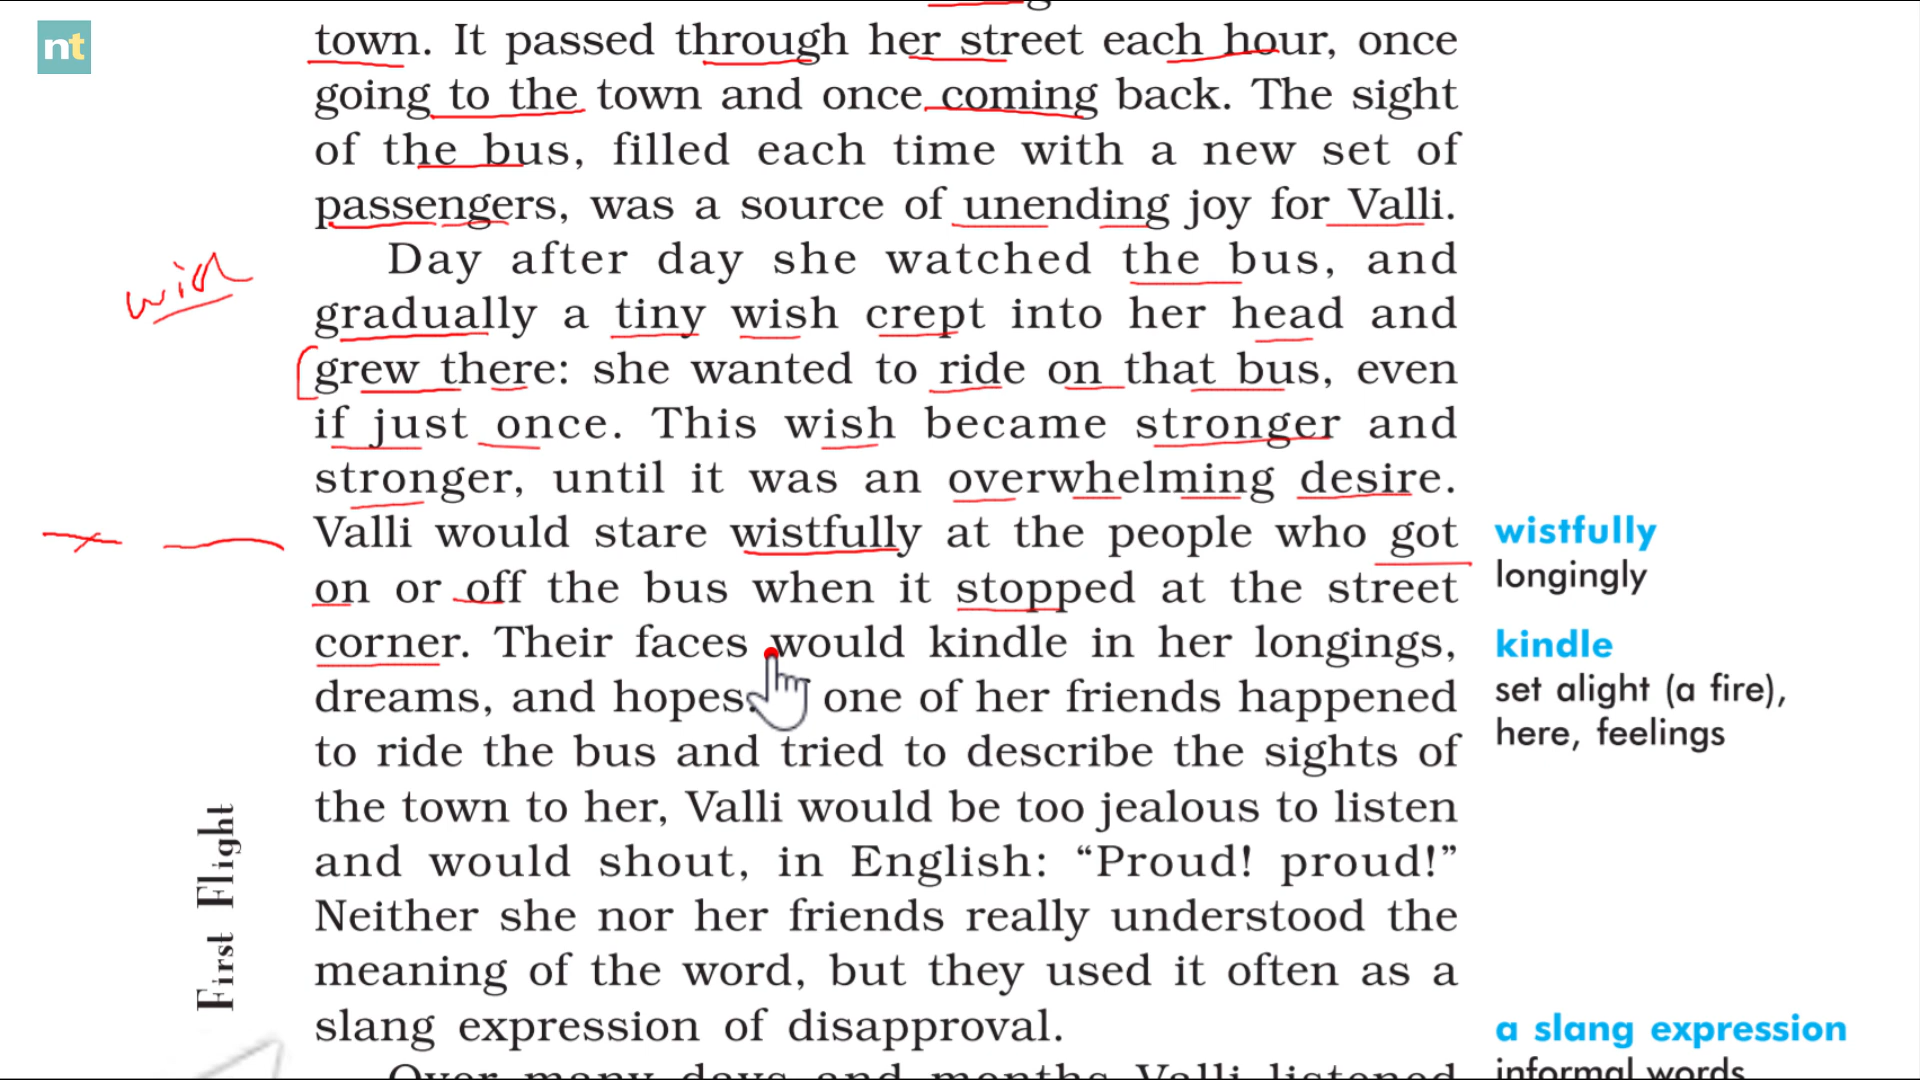 nt
town. It passed through her street each hour, once
going to the town and once coming back. The sight
of the bus, filled each time with a new set of
passengers, was a source of unending joy for Valli.
Day after day she watched the bus, and
gradually a tiny wish crept into her head and
grew there: she wanted to ride on that bus, even
if just once. This wish became stronger and
stronger, until it was an overwhelming desire.
Valli would stare wistfully at the people who got
on or off the bus when it stopped at the street
corner. Their faces would kindle in her longings,
dreams, and hopes. one of her friends happened
to ride the bus and tried to describe the sights of
the town to her, Valli would be too jealous to listen
and would shout, in English: “Proud! proud!”
Neither she nor her friends really understood the
meaning of the word, but they used it often as a
slang expression of disapproval.
Over many days and months Valli listened
wish
wistfully
longingly
kindle
set alight (a fire),
here, feelings
a slang expression
informal words
First Flight